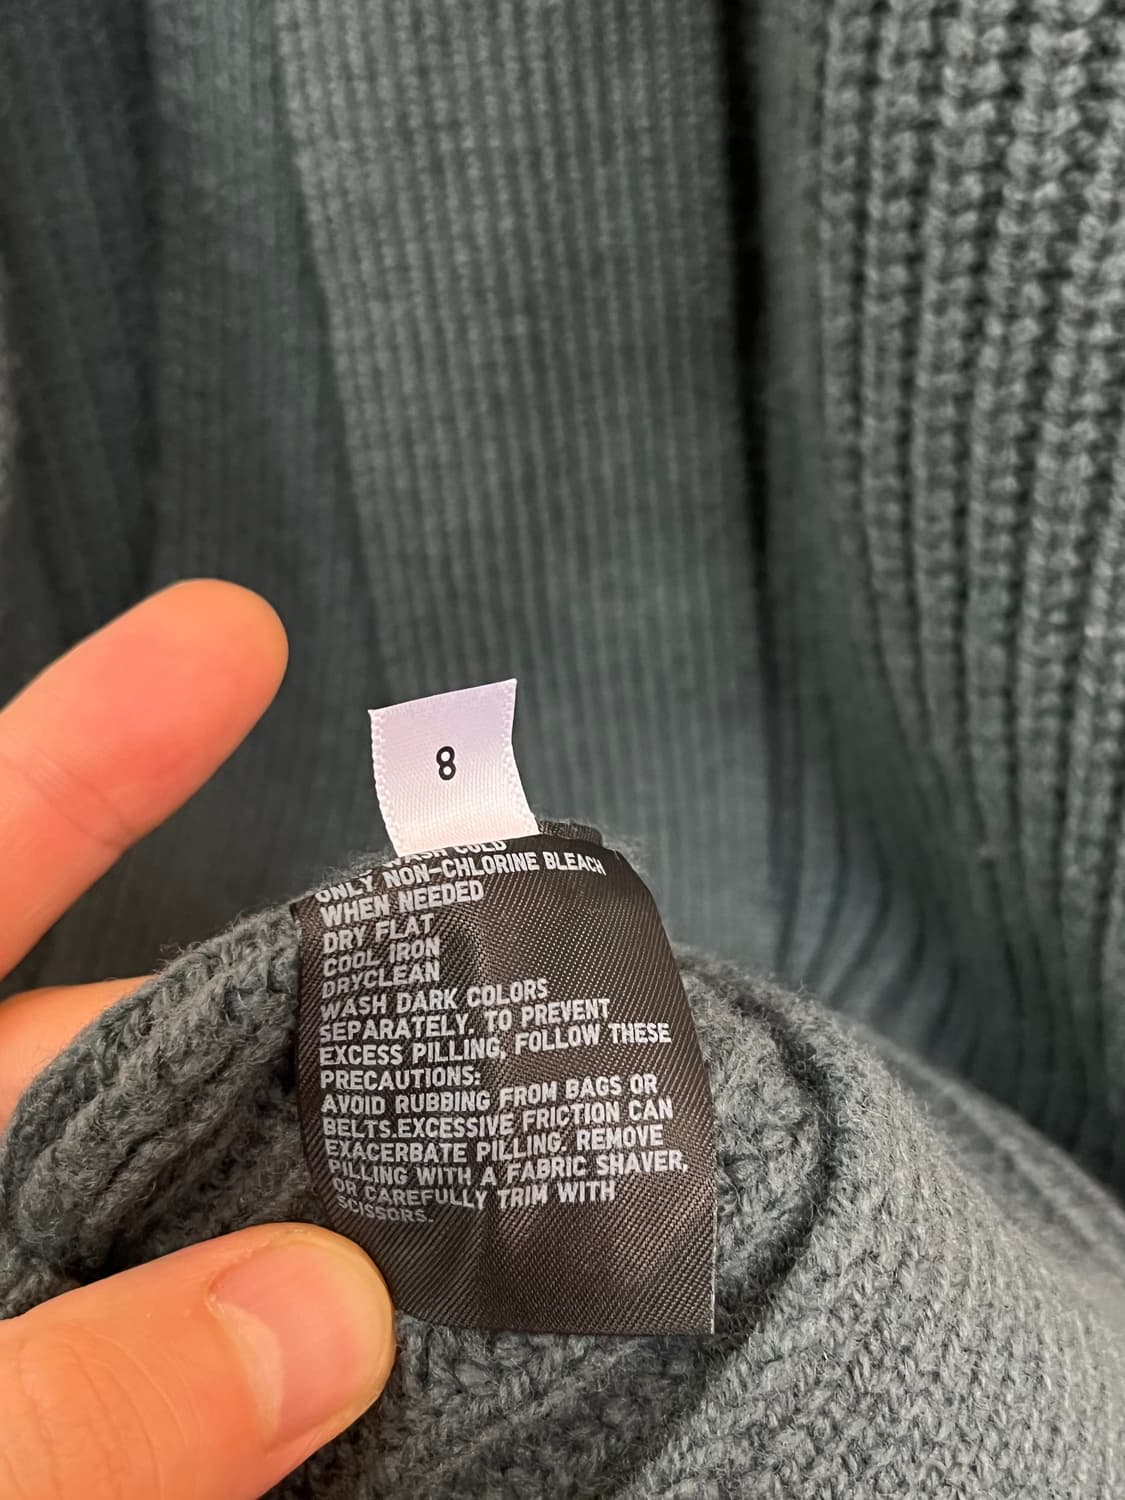 8
WASH COLD
ONLY NON-CHLORINE BLEACH
WHEN NEEDED
DRY FLAT
COOL IRON
DRYCLEAN
WASH DARK COLORS
SEPARATELY. TO PREVENT
EXCESS PILLING, FOLLOW THESE
PRECAUTIONS:
AVOID RUBBING FROM BAGS OR
BELTS.EXCESSIVE FRICTION CAN
EXACERBATE PILLING. REMOVE
PILLING WITH A FABRIC SHAVER,
OR CAREFULLY TRIM WITH
SCISSORS.